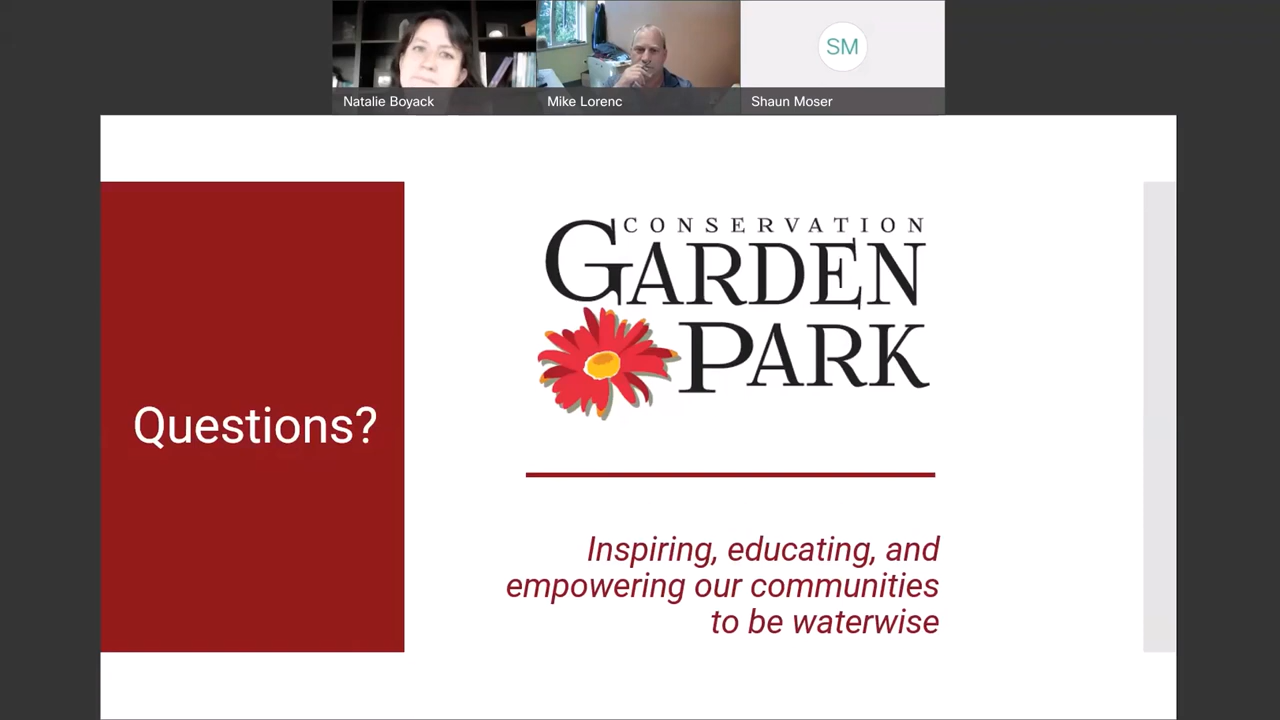 Natalie Boyack
Mike Lorenc
SM
Shaun Moser
CONSERVATION
GARDEN
PARK
Questions?
Inspiring, educating, and
empowering our communities
to be waterwise